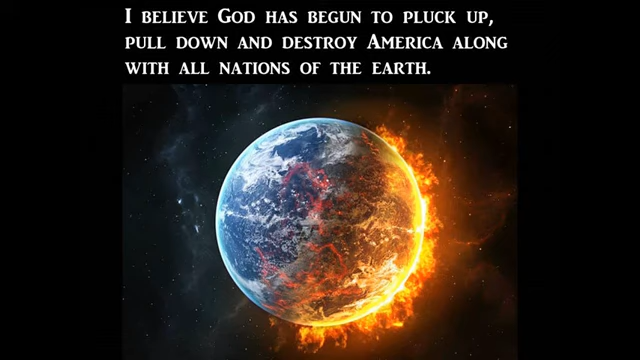 I BELIEVE GOD HAS BEGUN TO PLUCK UP,
PULL DOWN AND DESTROY AMERICA ALONG
WITH ALL NATIONS OF THE EARTH.